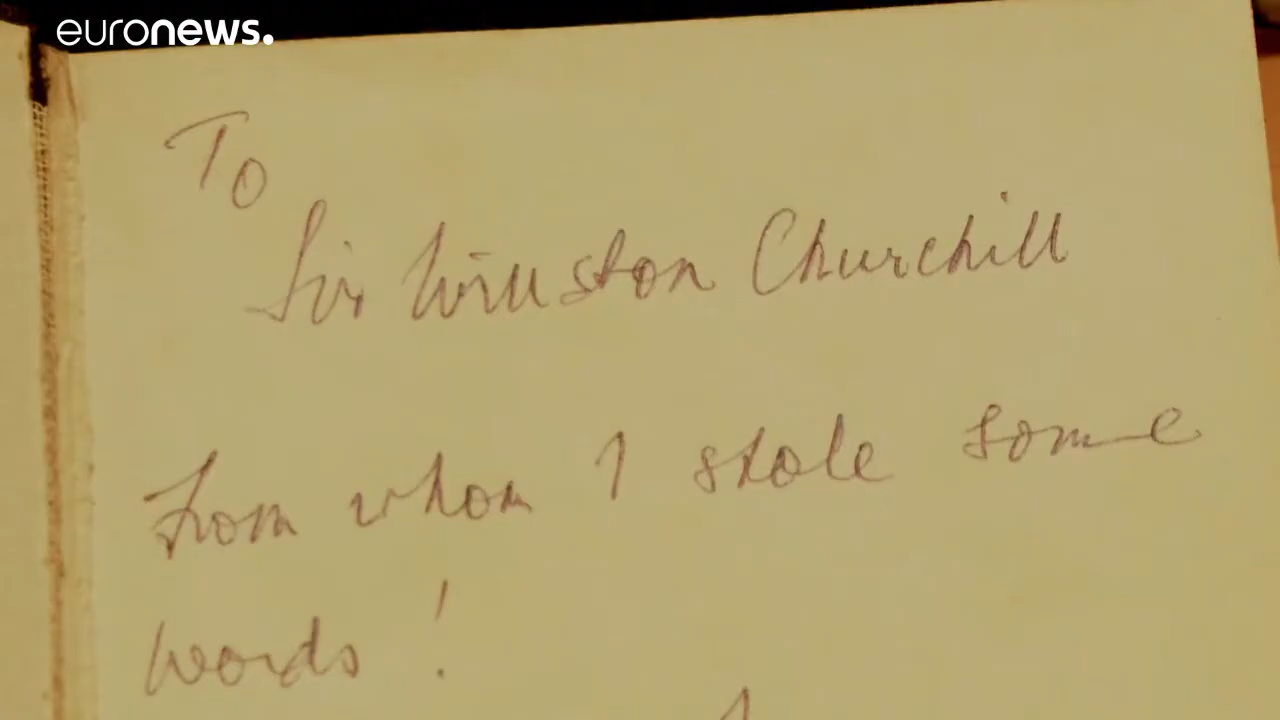 euronews.
To
Sir Winston Churchill
from whom I stole some
words!